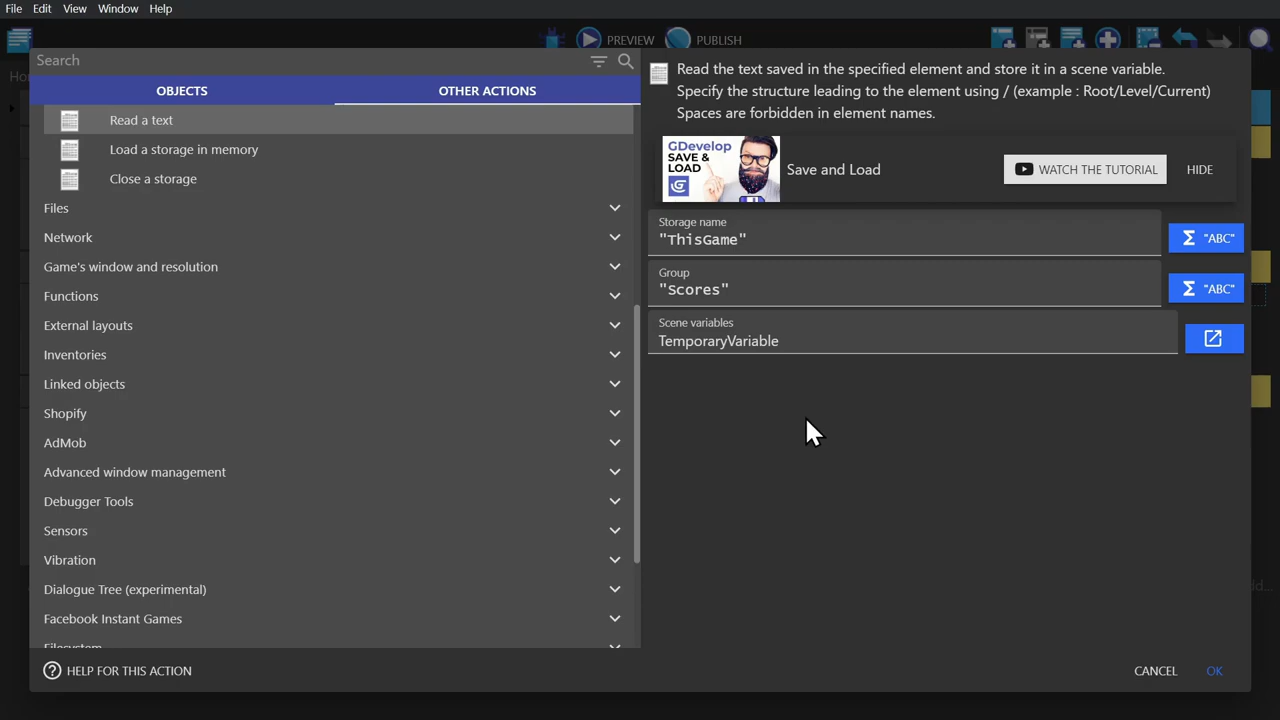 File Edit View Window Help
PREVIEW PUBLISH
Search
OBJECTS OTHER ACTIONS
Read a text
Load a storage in memory
Close a storage
Files
Network
Game's window and resolution
Functions
External layouts
Inventories
Linked objects
Shopify
AdMob
Advanced window management
Debugger Tools
Sensors
Vibration
Dialogue Tree (experimental)
Facebook Instant Games
Filesystem
HELP FOR THIS ACTION
Read the text saved in the specified element and store it in a scene variable.
Specify the structure leading to the element using / (example : Root/Level/Current)
Spaces are forbidden in element names.
GDevelop
SAVE &
LOAD
Save and Load
WATCH THE TUTORIAL
HIDE
Storage name
"ThisGame"
Σ "ABC"
Group
"Scores"
Σ "ABC"
Scene variables
TemporaryVariable
CANCEL OK